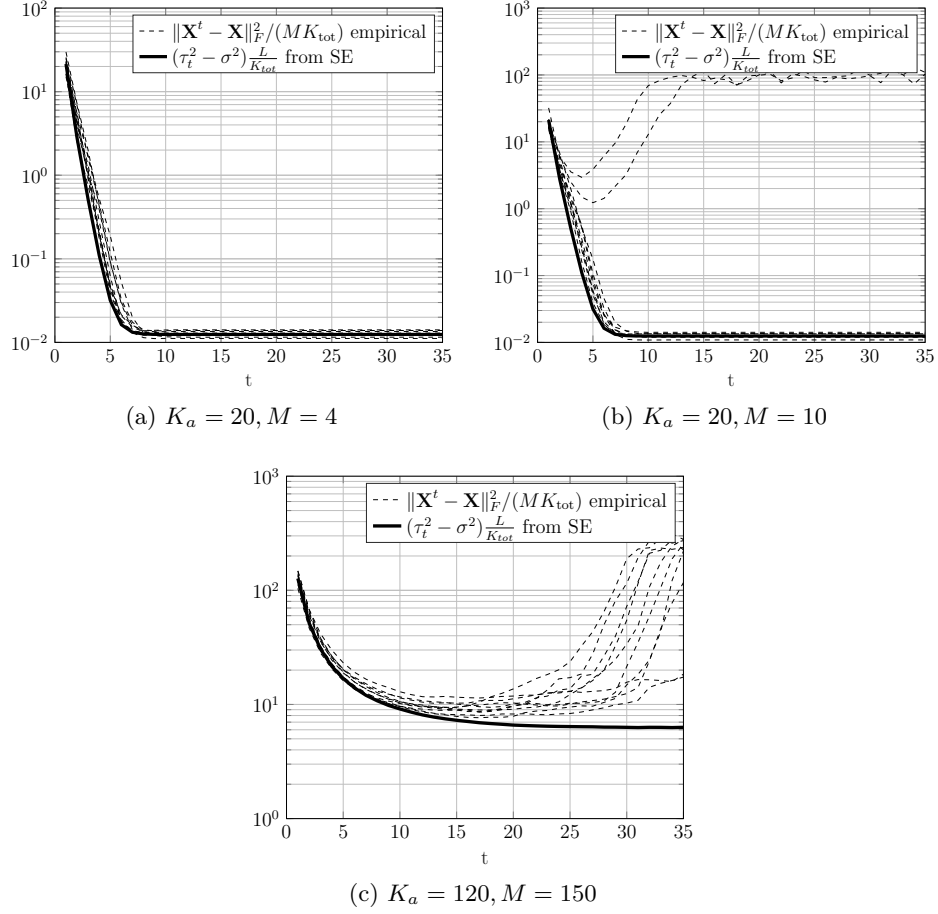 10^2
10^1
10^0
10^{-1}
10^{-2}
0 5 10 15 20 25 30 35
t
‖X^t − X‖_F^2/(MK_tot) empirical
(τ_t^2 − σ^2) L/K_tot from SE
(a) K_a = 20, M = 4
10^3
10^2
10^1
10^0
10^{-1}
10^{-2}
0 5 10 15 20 25 30 35
t
‖X^t − X‖_F^2/(MK_tot) empirical
(τ_t^2 − σ^2) L/K_tot from SE
(b) K_a = 20, M = 10
10^3
10^2
10^1
10^0
0 5 10 15 20 25 30 35
t
‖X^t − X‖_F^2/(MK_tot) empirical
(τ_t^2 − σ^2) L/K_tot from SE
(c) K_a = 120, M = 150